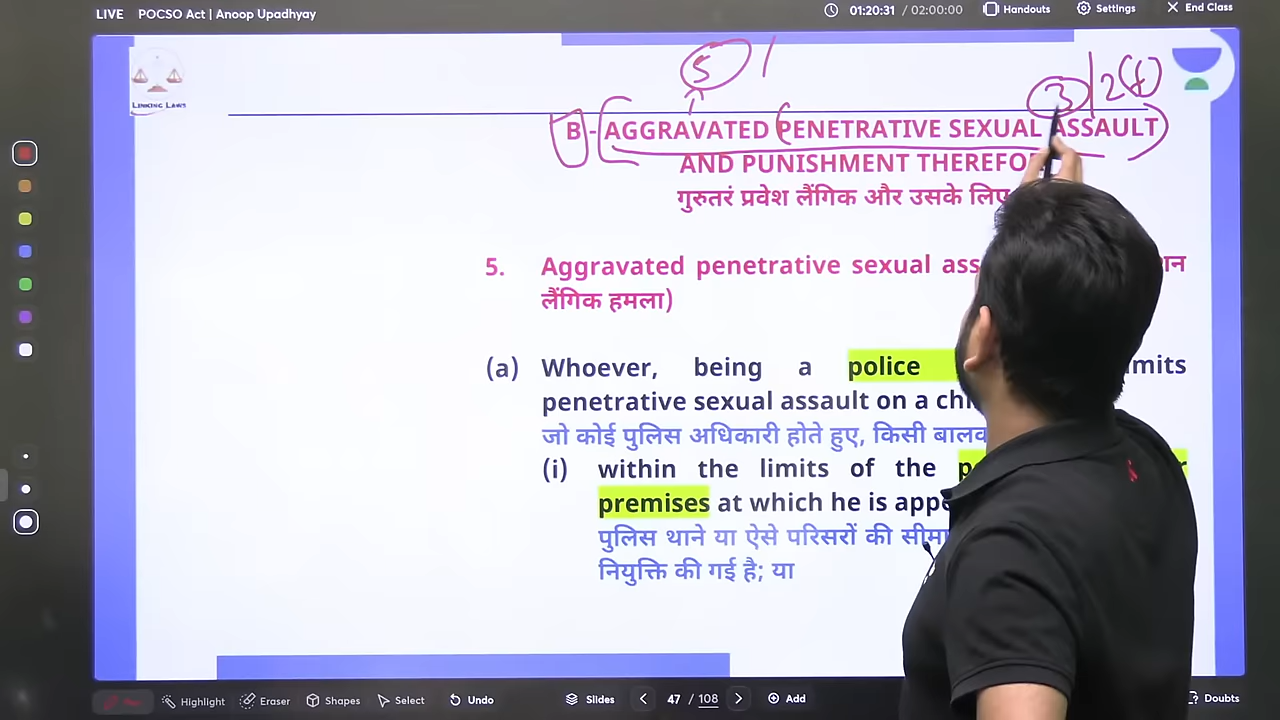 LIVE POCSO Act | Anoop Upadhyay 01:20:31 / 02:00:00 Handouts Settings End Class
LINKING LAWS
5
3 2(f)
B - AGGRAVATED (PENETRATIVE SEXUAL ASSAULT)
AND PUNISHMENT THEREFO
गुरुतरं प्रवेश लैंगिक और उसके लिए
5. Aggravated penetrative sexual ass
लैंगिक हमला)
(a) Whoever, being a police mits
penetrative sexual assault on a chi
जो कोई पुलिस अधिकारी होते हुए, किसी बालक
(i) within the limits of the
premises at which he is appo
पुलिस थाने या ऐसे परिसरों की सीमा
नियुक्ति की गई है; या
Highlight Eraser Shapes Select Undo Slides 47 / 108 Add Doubts